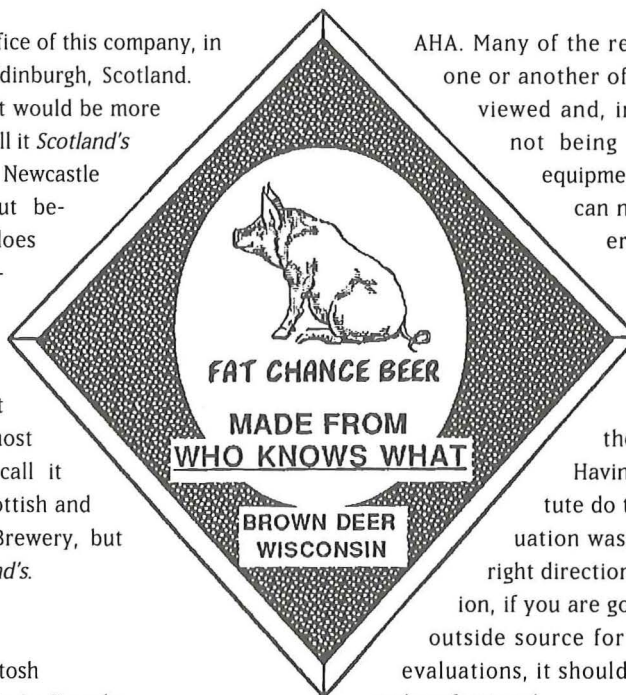 fice of this company, in
dinburgh, Scotland.
t would be more
ll it Scotland's
Newcastle
ut be-
loes
-
t
nost
call it
ottish and
Brewery, but
nd's.
tosh
FAT CHANCE BEER
MADE FROM
WHO KNOWS WHAT
BROWN DEER
WISCONSIN
AHA. Many of the re
one or another of
viewed and, in
not being
equipme
can n
er
the
Havin
tute do t
uation was
right direction
ion, if you are go
outside source for
evaluations, it should